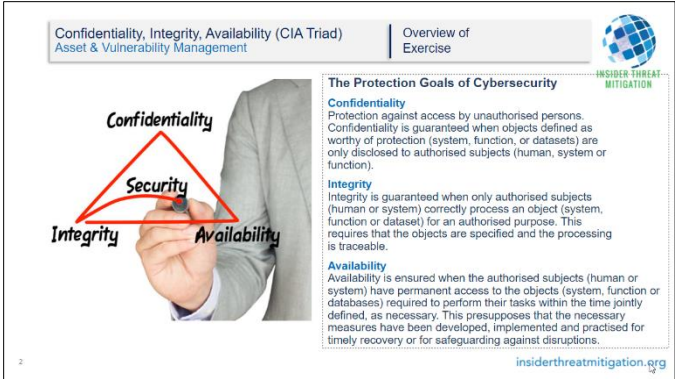 Confidentiality, Integrity, Availability (CIA Triad)
Asset & Vulnerability Management
Overview of
Exercise
INSIDER THREAT
MITIGATION
Confidentiality
Security
Integrity
Availability
The Protection Goals of Cybersecurity
Confidentiality
Protection against access by unauthorised persons.
Confidentiality is guaranteed when objects defined as
worthy of protection (system, function, or datasets) are
only disclosed to authorised subjects (human, system or
function).
Integrity
Integrity is guaranteed when only authorised subjects
(human or system) correctly process an object (system,
function or dataset) for an authorised purpose. This
requires that the objects are specified and the processing
is traceable.
Availability
Availability is ensured when the authorised subjects (human or
system) have permanent access to the objects (system, function or
databases) required to perform their tasks within the time jointly
defined, as necessary. This presupposes that the necessary
measures have been developed, implemented and practised for
timely recovery or for safeguarding against disruptions.
2
insiderthreatmitigation.org